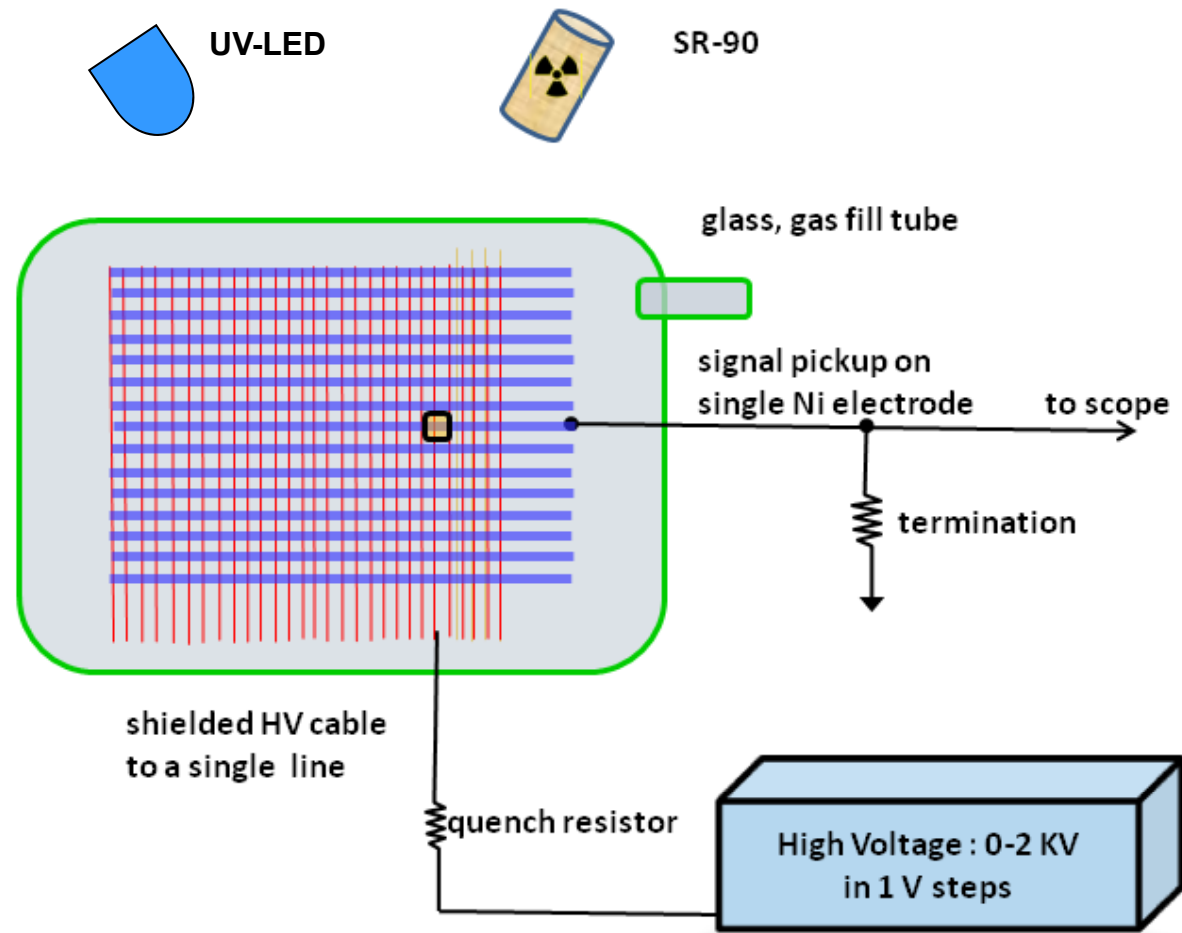 UV-LED
SR-90
glass, gas fill tube
signal pickup on
single Ni electrode
to scope
termination
shielded HV cable
to a single line
quench resistor
High Voltage : 0-2 KV
in 1 V steps